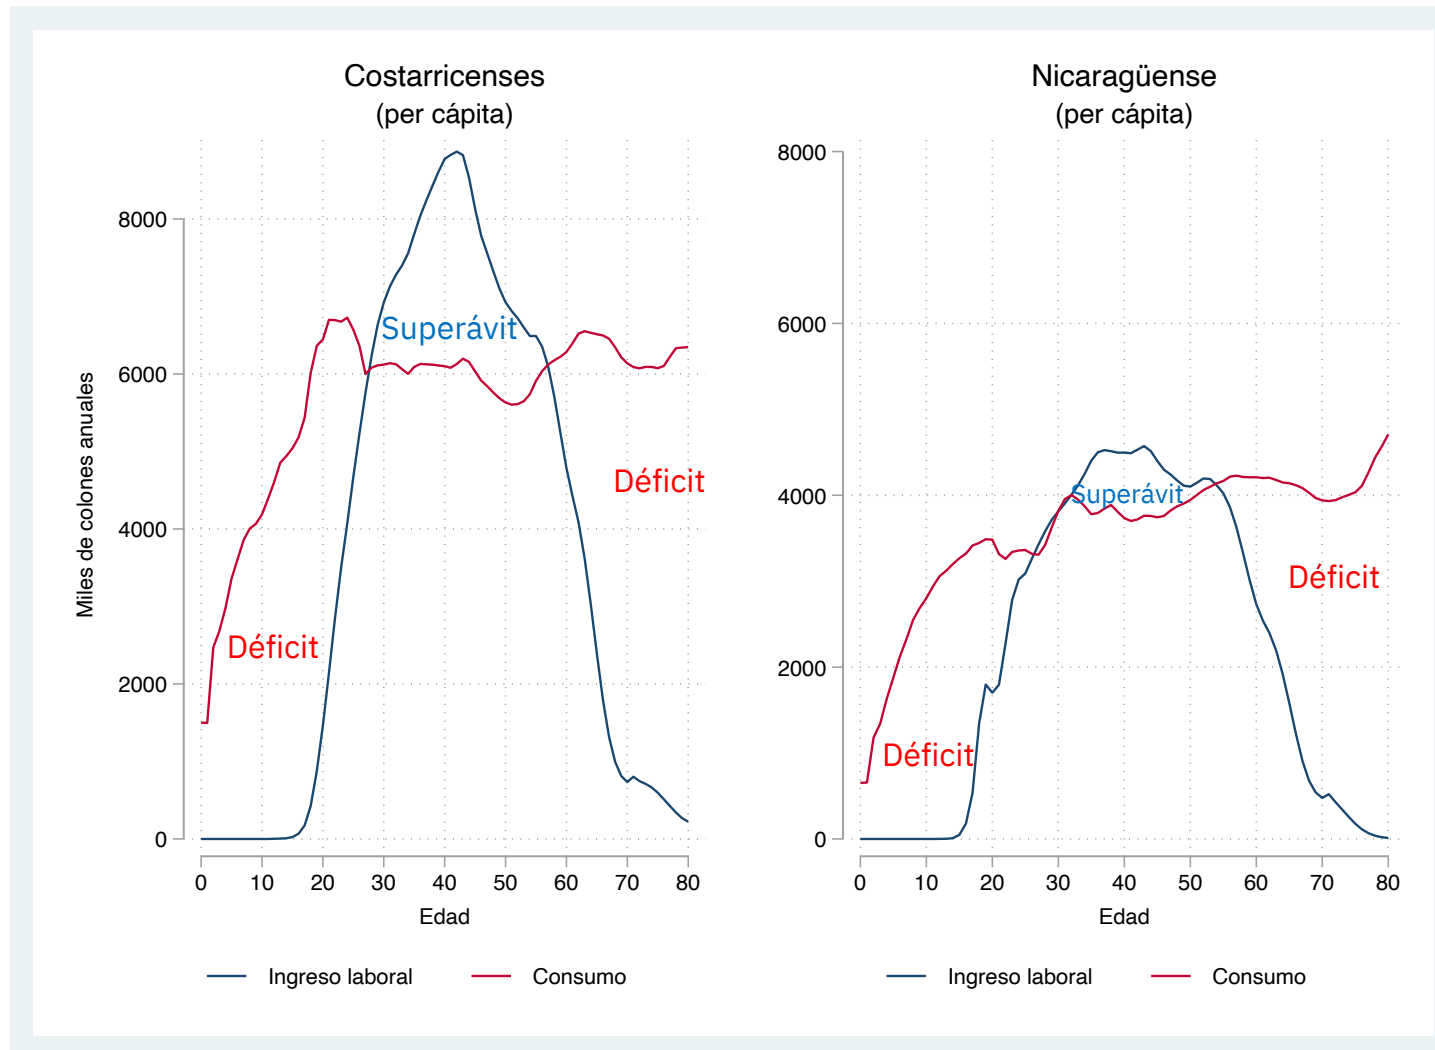 Costarricenses
(per cápita)
Miles de colones anuales
8000
6000
4000
2000
0
Superávit
Déficit
Déficit
0 10 20 30 40 50 60 70 80
Edad
Ingreso laboral Consumo
Nicaragüense
(per cápita)
8000
6000
4000
2000
0
Superávit
Déficit
Déficit
0 10 20 30 40 50 60 70 80
Edad
Ingreso laboral Consumo